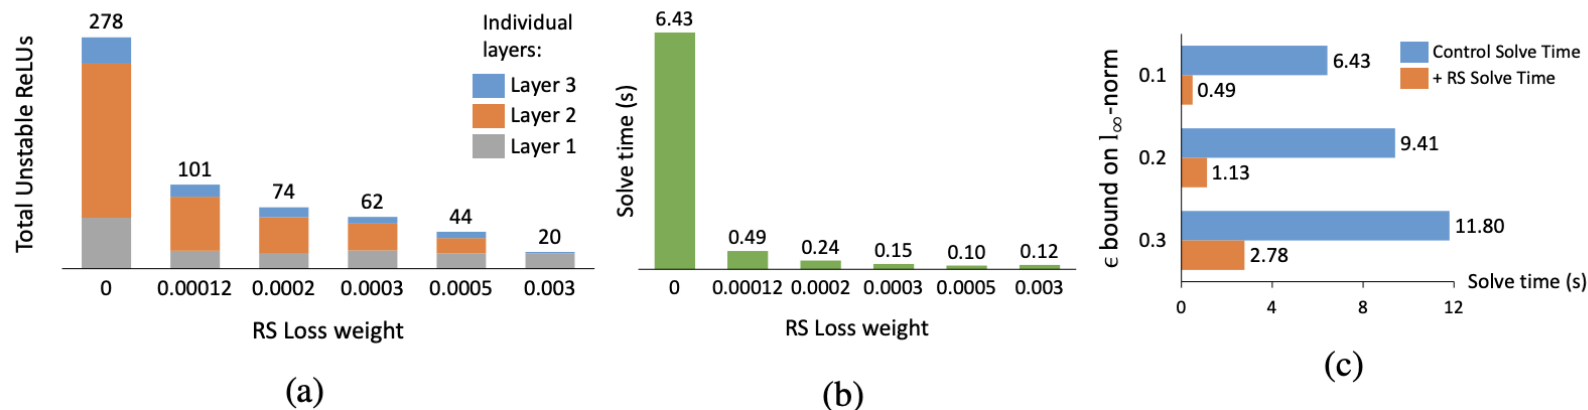 Total Unstable ReLUs
278
101
74
62
44
20
Individual
layers:
Layer 3
Layer 2
Layer 1
0
0.00012
0.0002
0.0003
0.0005
0.003
RS Loss weight
(a)
Solve time (s)
6.43
0.49
0.24
0.15
0.10
0.12
0
0.00012
0.0002
0.0003
0.0005
0.003
RS Loss weight
(b)
ϵ bound on l∞-norm
Control Solve Time
+ RS Solve Time
0.1
6.43
0.49
0.2
9.41
1.13
0.3
11.80
2.78
Solve time (s)
0
4
8
12
(c)